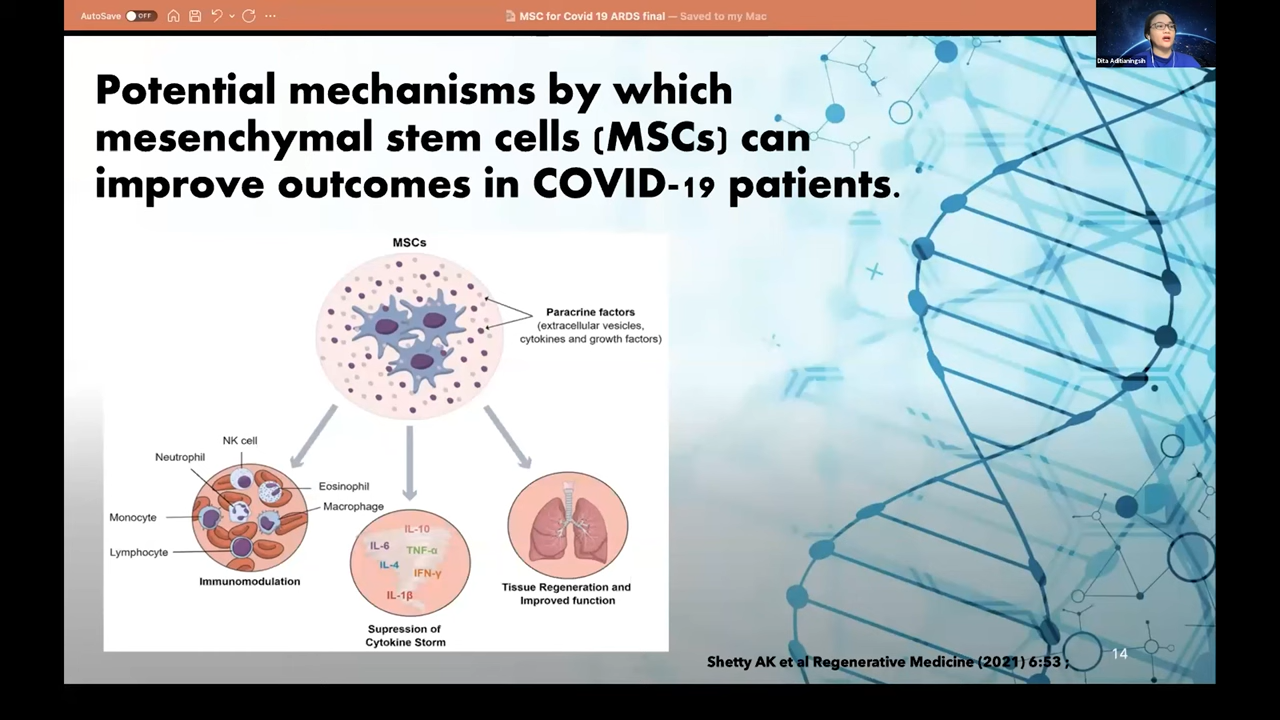 AutoSave OFF
MSC for Covid 19 ARDS final — Saved to my Mac
Dita Aditianingsih
Potential mechanisms by which
mesenchymal stem cells (MSCs) can
improve outcomes in COVID-19 patients.
MSCs
Paracrine factors
(extracellular vesicles,
cytokines and growth factors)
NK cell
Neutrophil
Eosinophil
Macrophage
Monocyte
Lymphocyte
Immunomodulation
IL-10
IL-6
TNF-α
IL-4
IFN-γ
IL-1β
Supression of
Cytokine Storm
Tissue Regeneration and
Improved function
Shetty AK et al Regenerative Medicine (2021) 6:53 ;
14